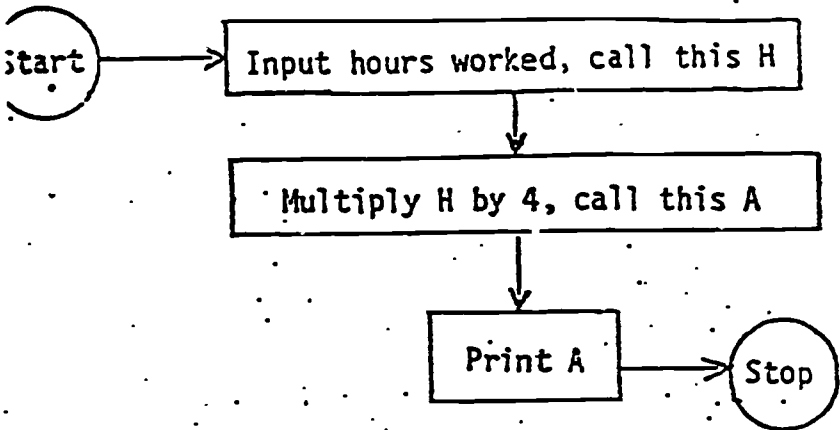 Start
Input hours worked, call this H
Multiply H by 4, call this A
Print A
Stop